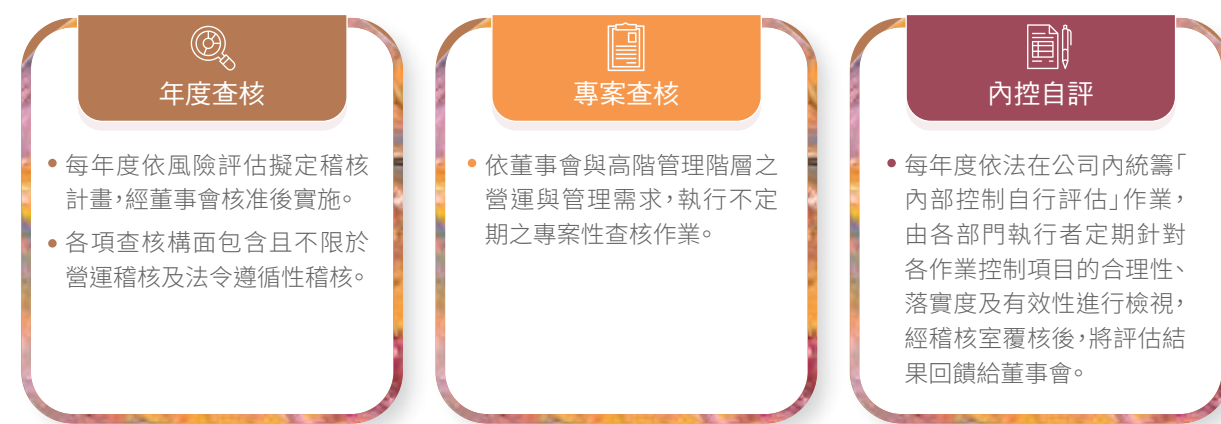 年度查核
• 每年度依風險評估擬定稽核
計畫，經董事會核准後實施。
• 各項查核構面包含且不限於
營運稽核及法令遵循性稽核。
專案查核
• 依董事會與高階管理階層之
營運與管理需求，執行不定
期之專案性查核作業。
內控自評
• 每年度依法在公司內統籌「
內部控制自行評估」作業，
由各部門執行者定期針對
各作業控制項目的合理性、
落實度及有效性進行檢視，
經稽核室覆核後，將評估結
果回饋給董事會。